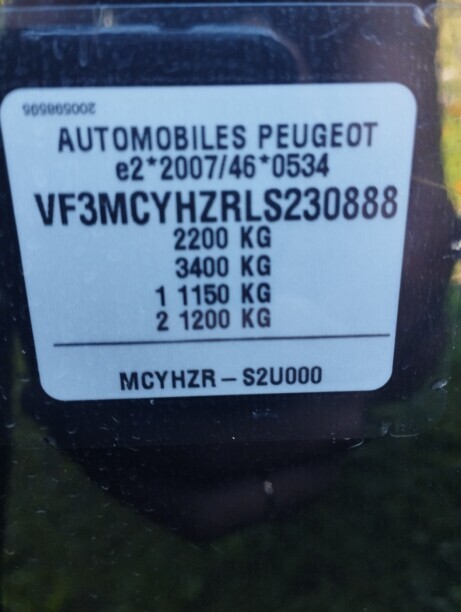 200598595
AUTOMOBILES PEUGEOT
e2*2007/46*0534
VF3MCYHZRLS230888
2200 KG
3400 KG
1 1150 KG
2 1200 KG
MCYHZR – S2U000